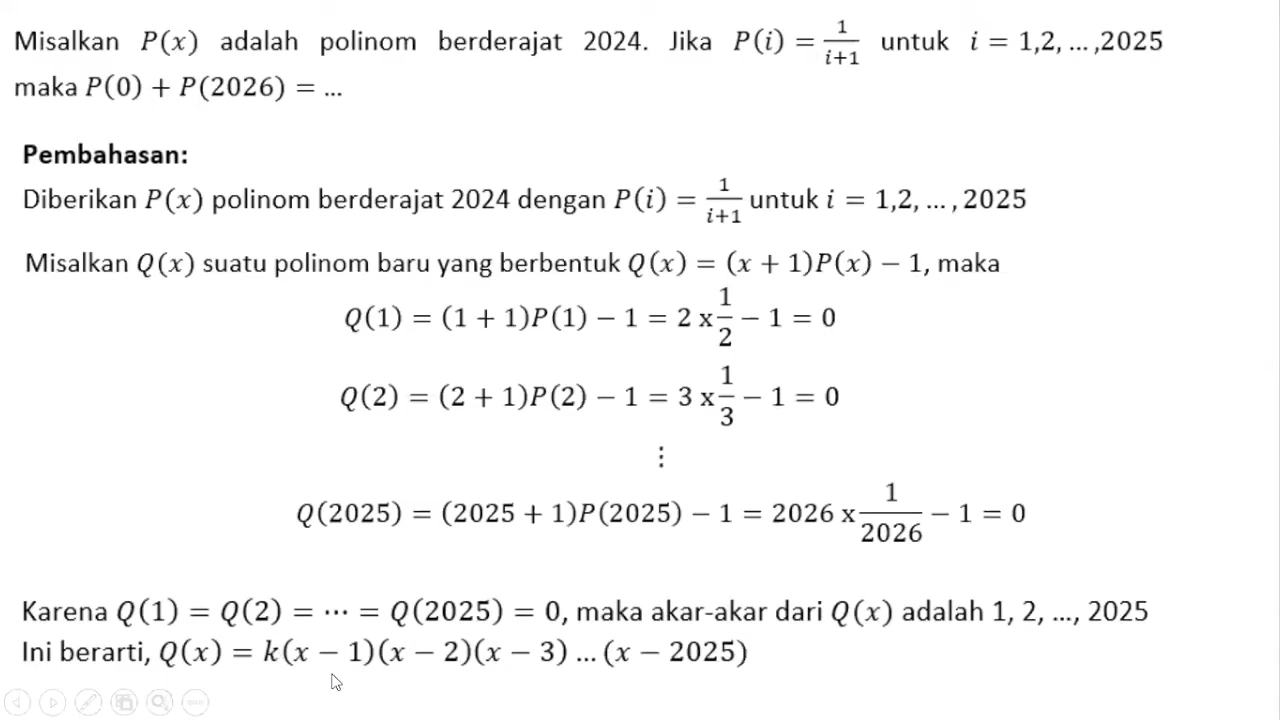 Misalkan P(x) adalah polinom berderajat 2024. Jika P(i) = 1/(i+1) untuk i = 1,2, … ,2025
maka P(0) + P(2026) = …
Pembahasan:
Diberikan P(x) polinom berderajat 2024 dengan P(i) = 1/(i+1) untuk i = 1,2, … , 2025
Misalkan Q(x) suatu polinom baru yang berbentuk Q(x) = (x + 1)P(x) − 1, maka
Q(1) = (1 + 1)P(1) − 1 = 2 x 1/2 − 1 = 0
Q(2) = (2 + 1)P(2) − 1 = 3 x 1/3 − 1 = 0
⋮
Q(2025) = (2025 + 1)P(2025) − 1 = 2026 x 1/2026 − 1 = 0
Karena Q(1) = Q(2) = ⋯ = Q(2025) = 0, maka akar-akar dari Q(x) adalah 1, 2, …, 2025
Ini berarti, Q(x) = k(x − 1)(x − 2)(x − 3) … (x − 2025)